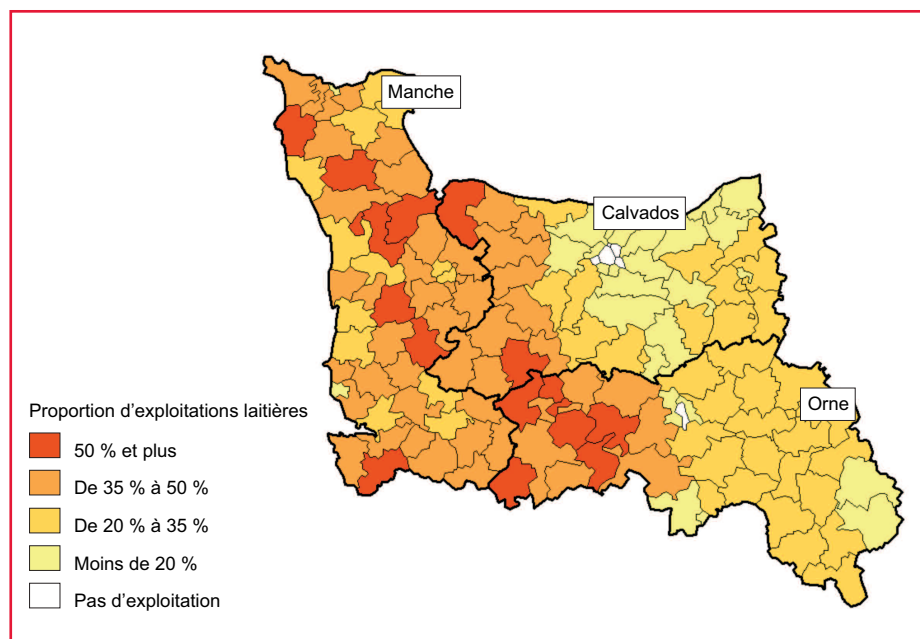 Manche
Calvados
Orne
Proportion d'exploitations laitières
50 % et plus
De 35 % à 50 %
De 20 % à 35 %
Moins de 20 %
Pas d'exploitation